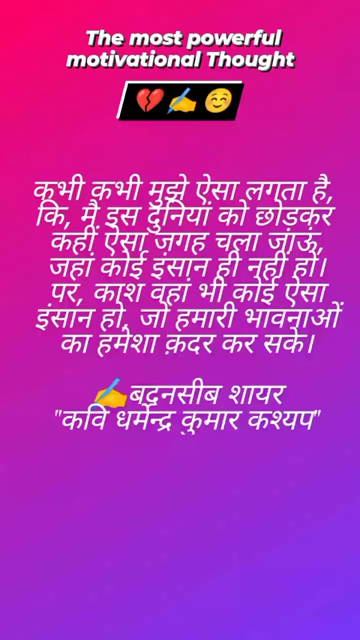 The most powerful
motivational Thought
💔✍️☺️
कभी कभी मुझे ऐसा लगता है,
कि, मैं इस दुनियां को छोड़कर
कहीं ऐसा जगह चला जांऊं,
जहां कोई इंसान ही नहीं हों।
पर, काश वहां भी कोई ऐसा
इंसान हो, जो हमारी भावनाओं
का हमेशा क़दर कर सके।
✍️बदनसीब शायर
"कवि धर्मेन्द्र कुमार कश्यप"